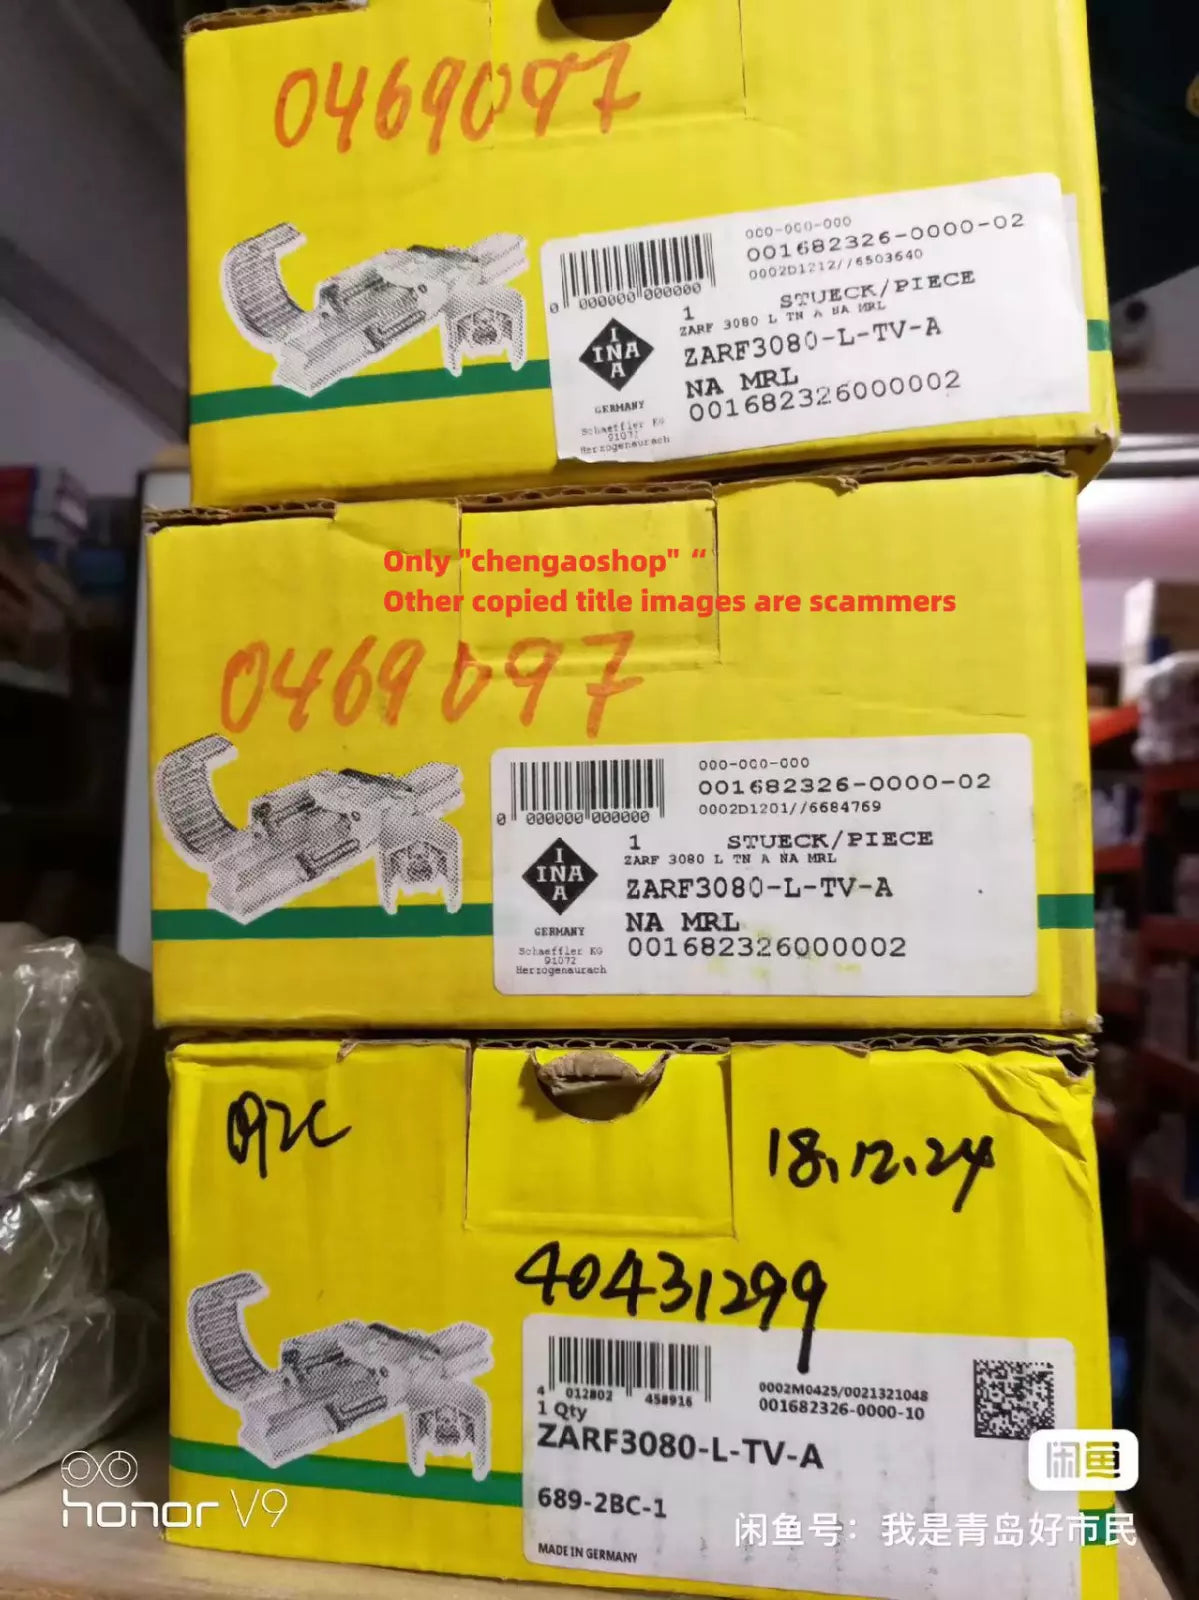 0469097
000-000-000
001682326-0000-02
0002D1212//6503640
0 000000 000000
1 STUECK/PIECE
ZARF 3080 L TN A NA MRL
ZARF3080-L-TV-A
NA MRL
001682326000002
INA
INA
GERMANY
Schaeffler KG
91072
Herzogenaurach
Only "chengaoshop" “
Other copied title images are scammers
0469097
000-000-000
001682326-0000-02
0002D1201//6684769
0 000000 000000
1 STUECK/PIECE
ZARF 3080 L TN A NA MRL
ZARF3080-L-TV-A
NA MRL
001682326000002
INA
INA
GERMANY
Schaeffler KG
91072
Herzogenaurach
18.12.24
40431299
4 012802 458916
0002M0425/0021321048
001682326-0000-10
1 Qty
ZARF3080-L-TV-A
689-2BC-1
MADE IN GERMANY
闲鱼
honor V9
闲鱼号：我是青岛好市民